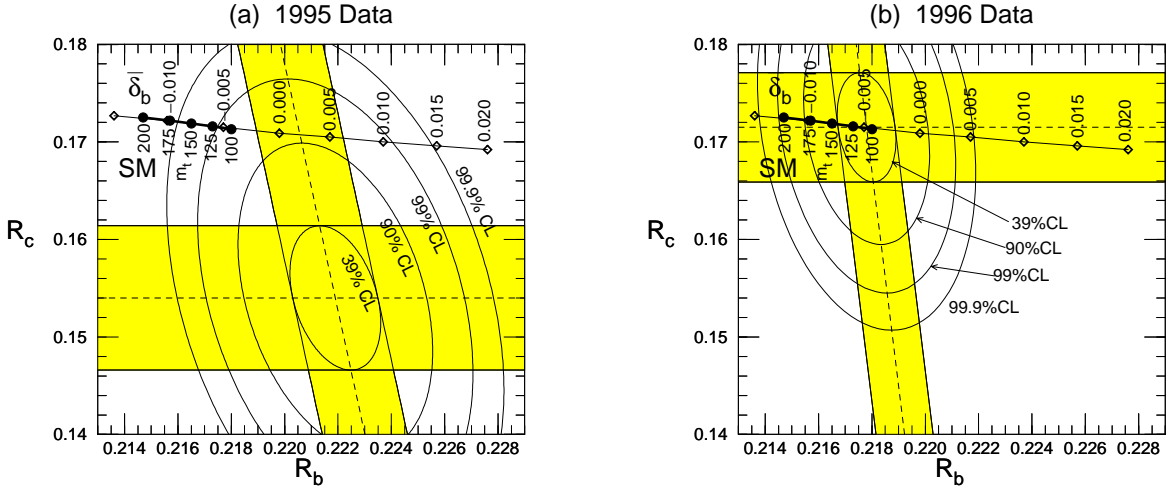 (a) 1995 Data
0.18
0.17
0.16
0.15
0.14
R_c
δ̄_b
−0.010
−0.005
0.000
0.005
0.010
0.015
0.020
SM
m_t
200
175
150
125
100
39% CL
90% CL
99% CL
99.9% CL
0.214 0.216 0.218 0.220 0.222 0.224 0.226 0.228
R_b
(b) 1996 Data
0.18
0.17
0.16
0.15
0.14
R_c
δ̄_b
−0.010
−0.005
0.000
0.005
0.010
0.015
0.020
SM
m_t
200
175
150
125
100
39%CL
90%CL
99%CL
99.9%CL
0.214 0.216 0.218 0.220 0.222 0.224 0.226 0.228
R_b